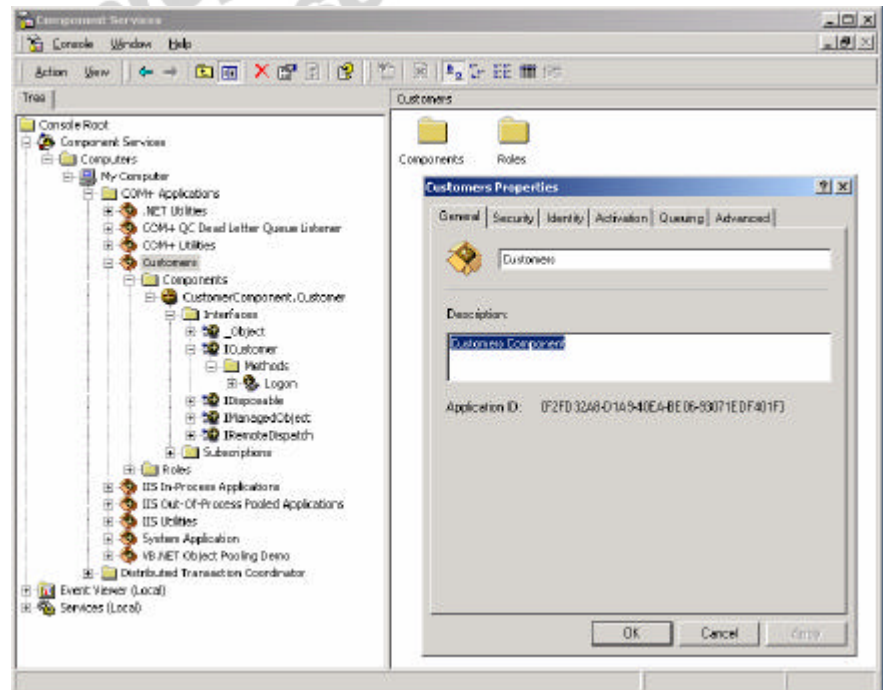 Component Services
Console Window Help
Action View
Tree
Customers
Console Root
Component Services
Computers
My Computer
COM+ Applications
.NET Utilities
COM+ QC Dead Letter Queue Listener
COM+ Utilities
Customers
Components
CustomerComponent.Customer
Interfaces
_Object
ICustomer
Methods
Logon
IDisposable
IManagedObject
IRemoteDispatch
Subscriptions
Roles
IIS In-Process Applications
IIS Out-Of-Process Pooled Applications
IIS Utilities
System Application
VB.NET Object Pooling Demo
Distributed Transaction Coordinator
Event Viewer (Local)
Services (Local)
Components Roles
Customers Properties
General Security Identity Activation Queuing Advanced
Customers
Description:
Customers Component
Application ID:
OK Cancel Apply